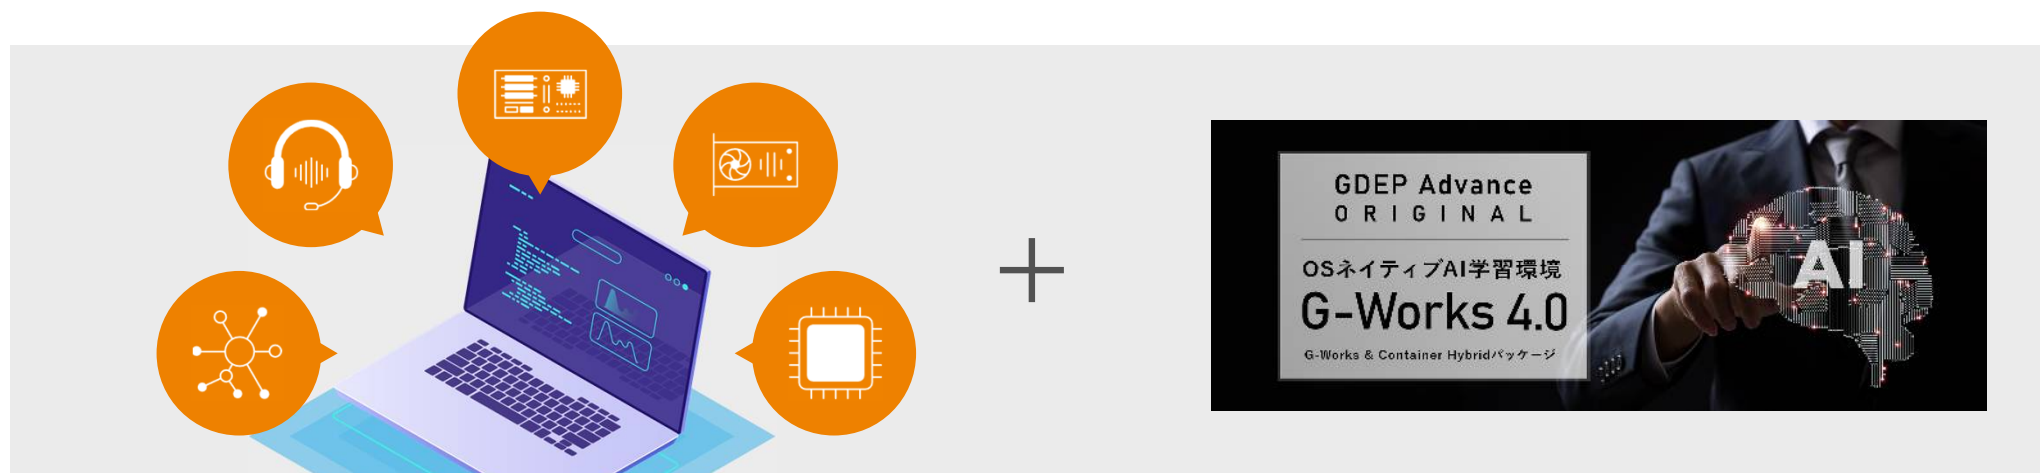 GDEP Advance
ORIGINAL
OSネイティブAI学習環境
G-Works 4.0
G-Works & Container Hybridパッケージ
AI